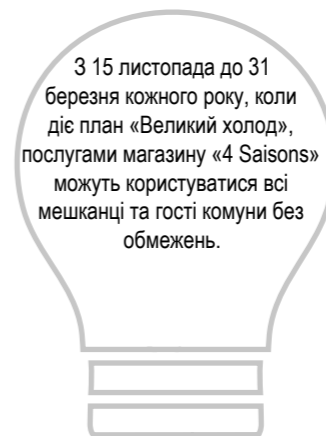 З 15 листопада до 31
березня кожного року, коли
діє план «Великий холод»,
послугами магазину «4 Saisons»
можуть користуватися всі
мешканці та гості комуни без
обмежень.